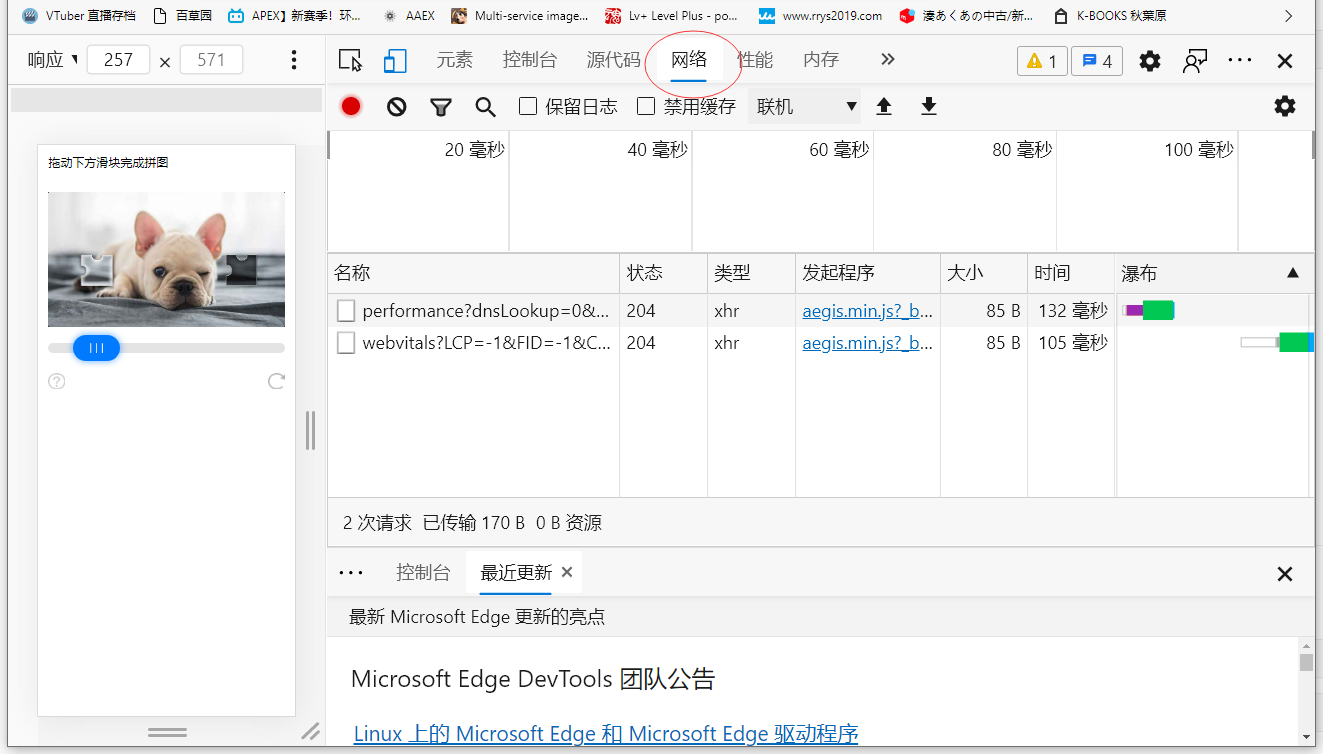 VTuber 直播存档 百草园 APEX】新赛季！环... AAEX Multi-service image... Lv+ Level Plus - po... www.rrys2019.com 湊あくあの中古/新... K-BOOKS 秋葉原
响应 257 × 571 元素 控制台 源代码 网络 性能 内存 1 4
保留日志 禁用缓存 联机
20 毫秒 40 毫秒 60 毫秒 80 毫秒 100 毫秒
拖动下方滑块完成拼图
名称 状态 类型 发起程序 大小 时间 瀑布
performance?dnsLookup=0&... 204 xhr aegis.min.js?_b... 85 B 132 毫秒
webvitals?LCP=-1&FID=-1&C... 204 xhr aegis.min.js?_b... 85 B 105 毫秒
2 次请求 已传输 170 B 0 B 资源
控制台 最近更新
最新 Microsoft Edge 更新的亮点
Microsoft Edge DevTools 团队公告
Linux 上的 Microsoft Edge 和 Microsoft Edge 驱动程序